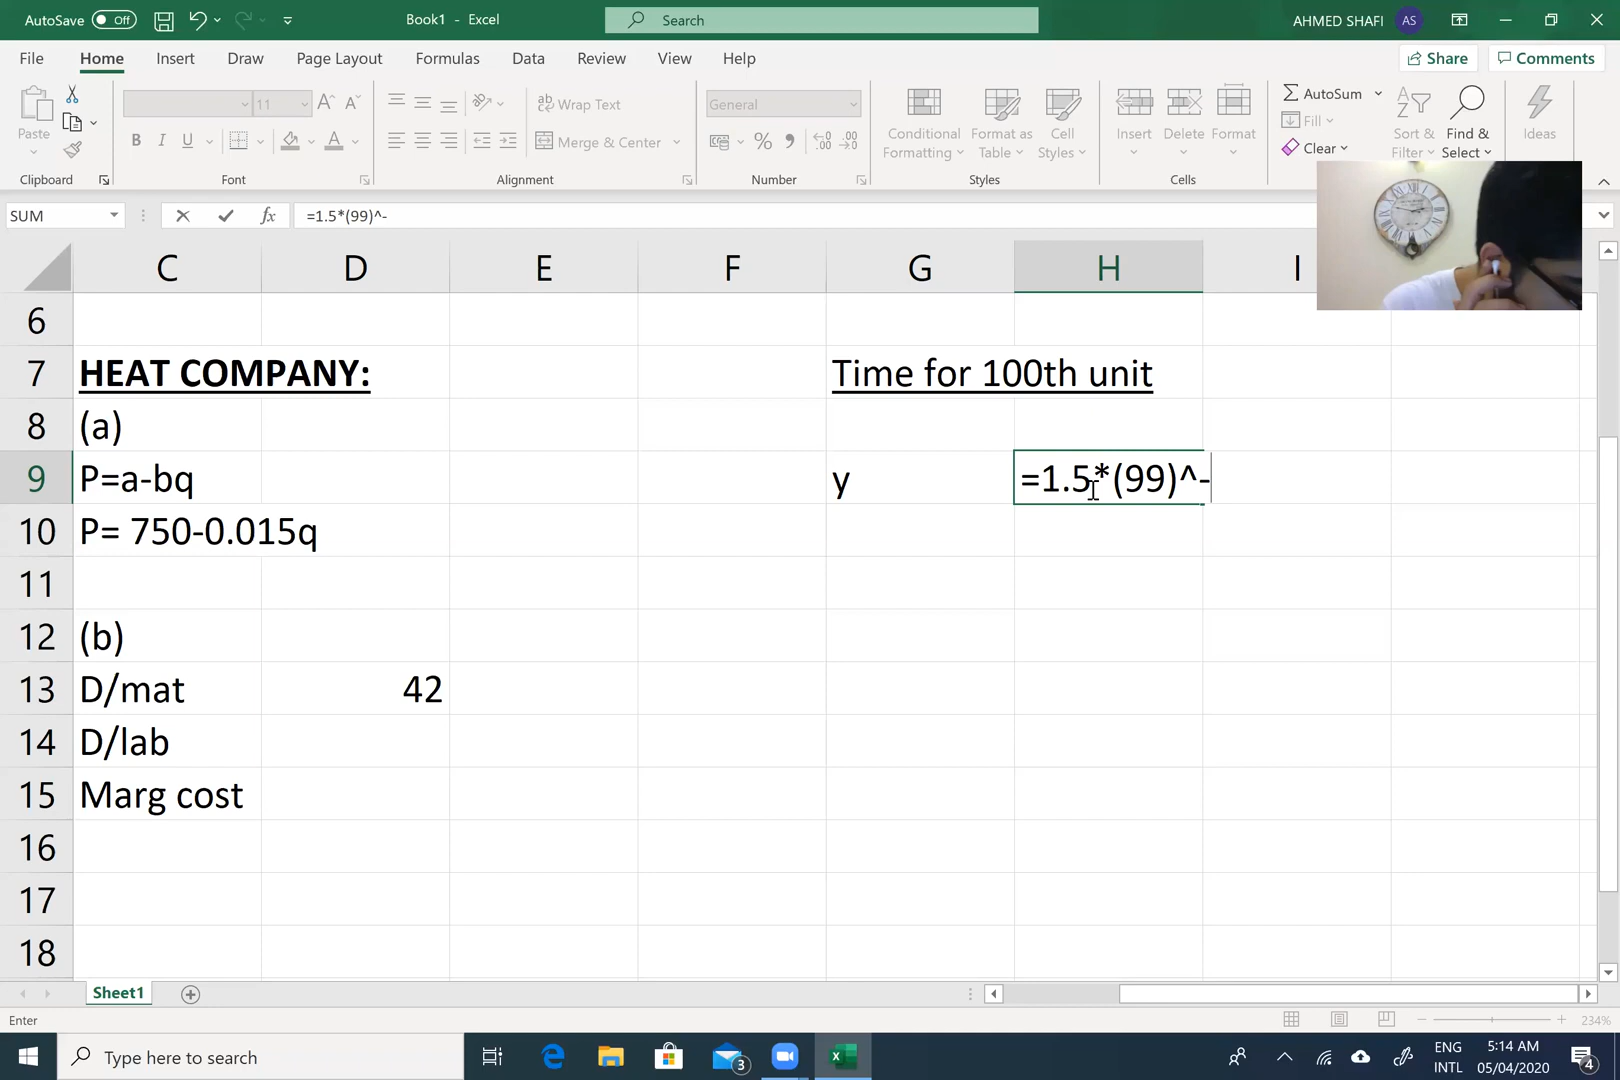 AutoSave Off Book1 - Excel Search AHMED SHAFI AS
File Home Insert Draw Page Layout Formulas Data Review View Help Share Comments
Paste 11 A A ab Wrap Text General Conditional Formatting Format as Table Cell Styles Insert Delete Format AutoSum Fill Clear Sort & Filter Find & Select Ideas
B I U A Merge & Center %
Clipboard Font Alignment Number Styles Cells
SUM fx =1.5*(99)^-
C D E F G H I
6
7 HEAT COMPANY: Time for 100th unit
8 (a)
9 P=a-bq y =1.5*(99)^-
10 P= 750-0.015q
11
12 (b)
13 D/mat 42
14 D/lab
15 Marg cost
16
17
18
Sheet1
Enter 234%
Type here to search 3 ENG INTL 5:14 AM 05/04/2020 4